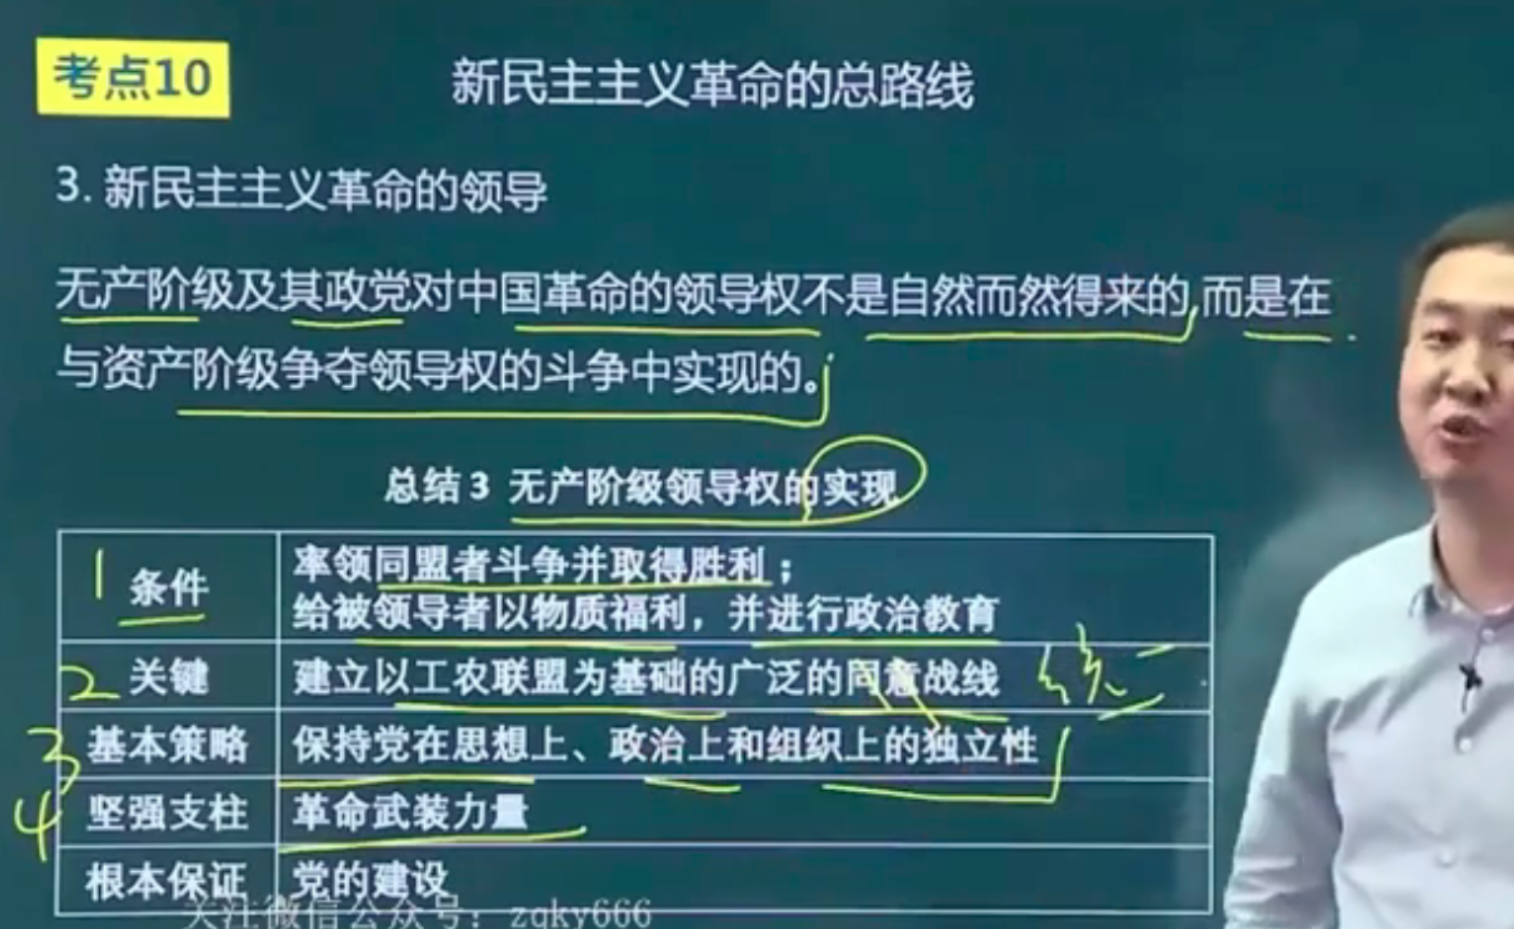 考点10
新民主主义革命的总路线
3. 新民主主义革命的领导
无产阶级及其政党对中国革命的领导权不是自然而然得来的,而是在
与资产阶级争夺领导权的斗争中实现的。
总结3 无产阶级领导权的实现
1 条件
率领同盟者斗争并取得胜利；
给被领导者以物质福利，并进行政治教育
2 关键 建立以工农联盟为基础的广泛的同意战线 统一
3 基本策略 保持党在思想上、政治上和组织上的独立性
4 坚强支柱 革命武装力量
根本保证 党的建设
关注微信公众号：zgky666